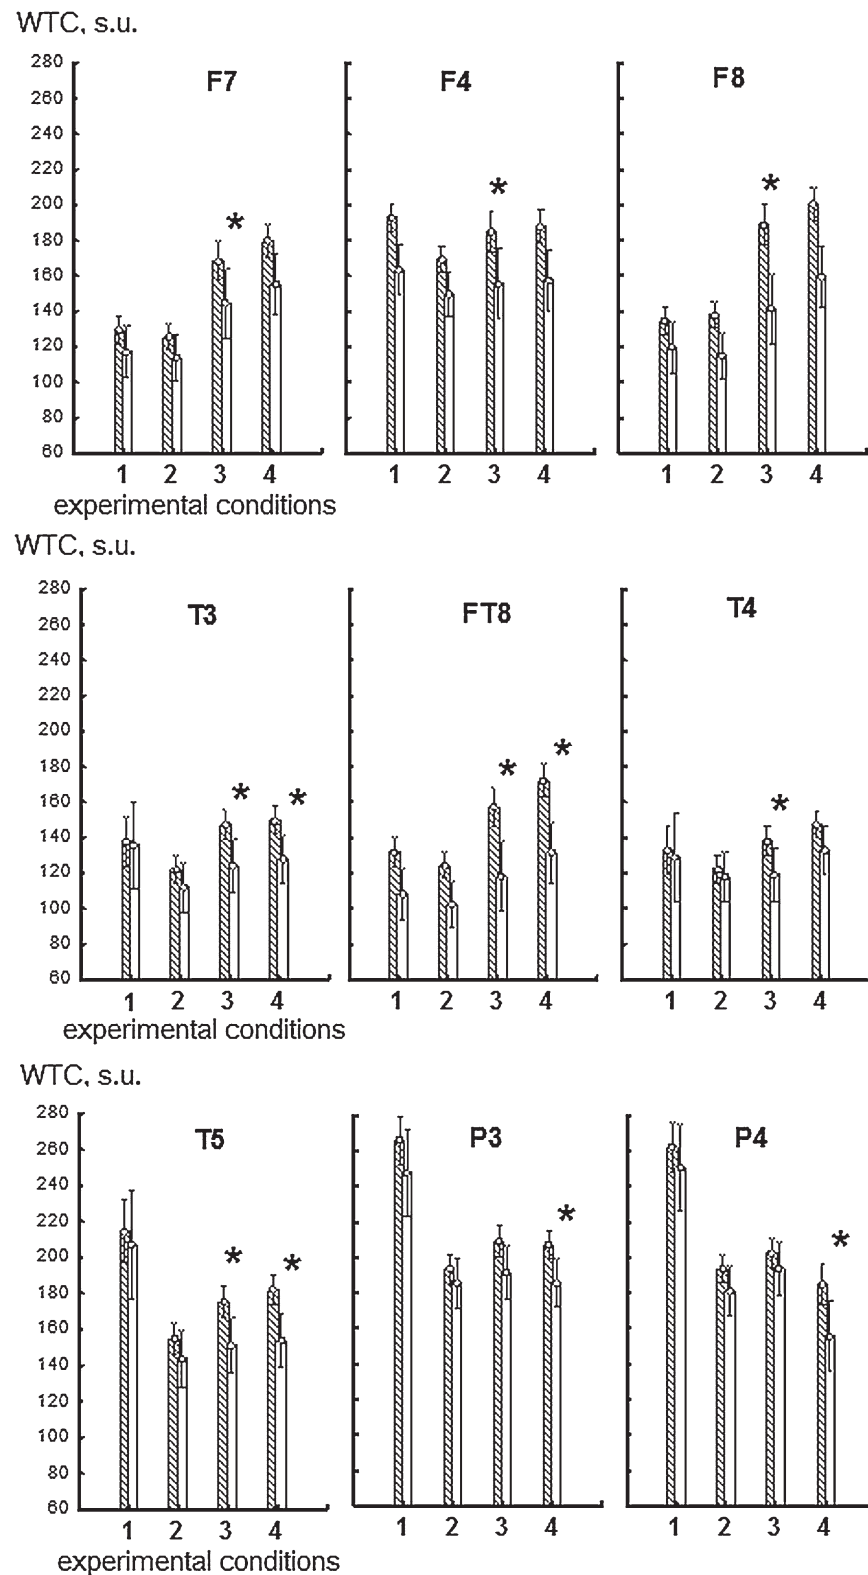 WTC, s.u.
280
260
240
220
200
180
160
140
120
100
80
60
F7
*
F4
*
F8
*
1 2 3 4
1 2 3 4
1 2 3 4
experimental conditions
WTC, s.u.
280
260
240
220
200
180
160
140
120
100
80
60
T3
* *
FT8
* *
T4
*
1 2 3 4
1 2 3 4
1 2 3 4
experimental conditions
WTC, s.u.
280
260
240
220
200
180
160
140
120
100
80
60
T5
* *
P3
*
P4
*
1 2 3 4
1 2 3 4
1 2 3 4
experimental conditions